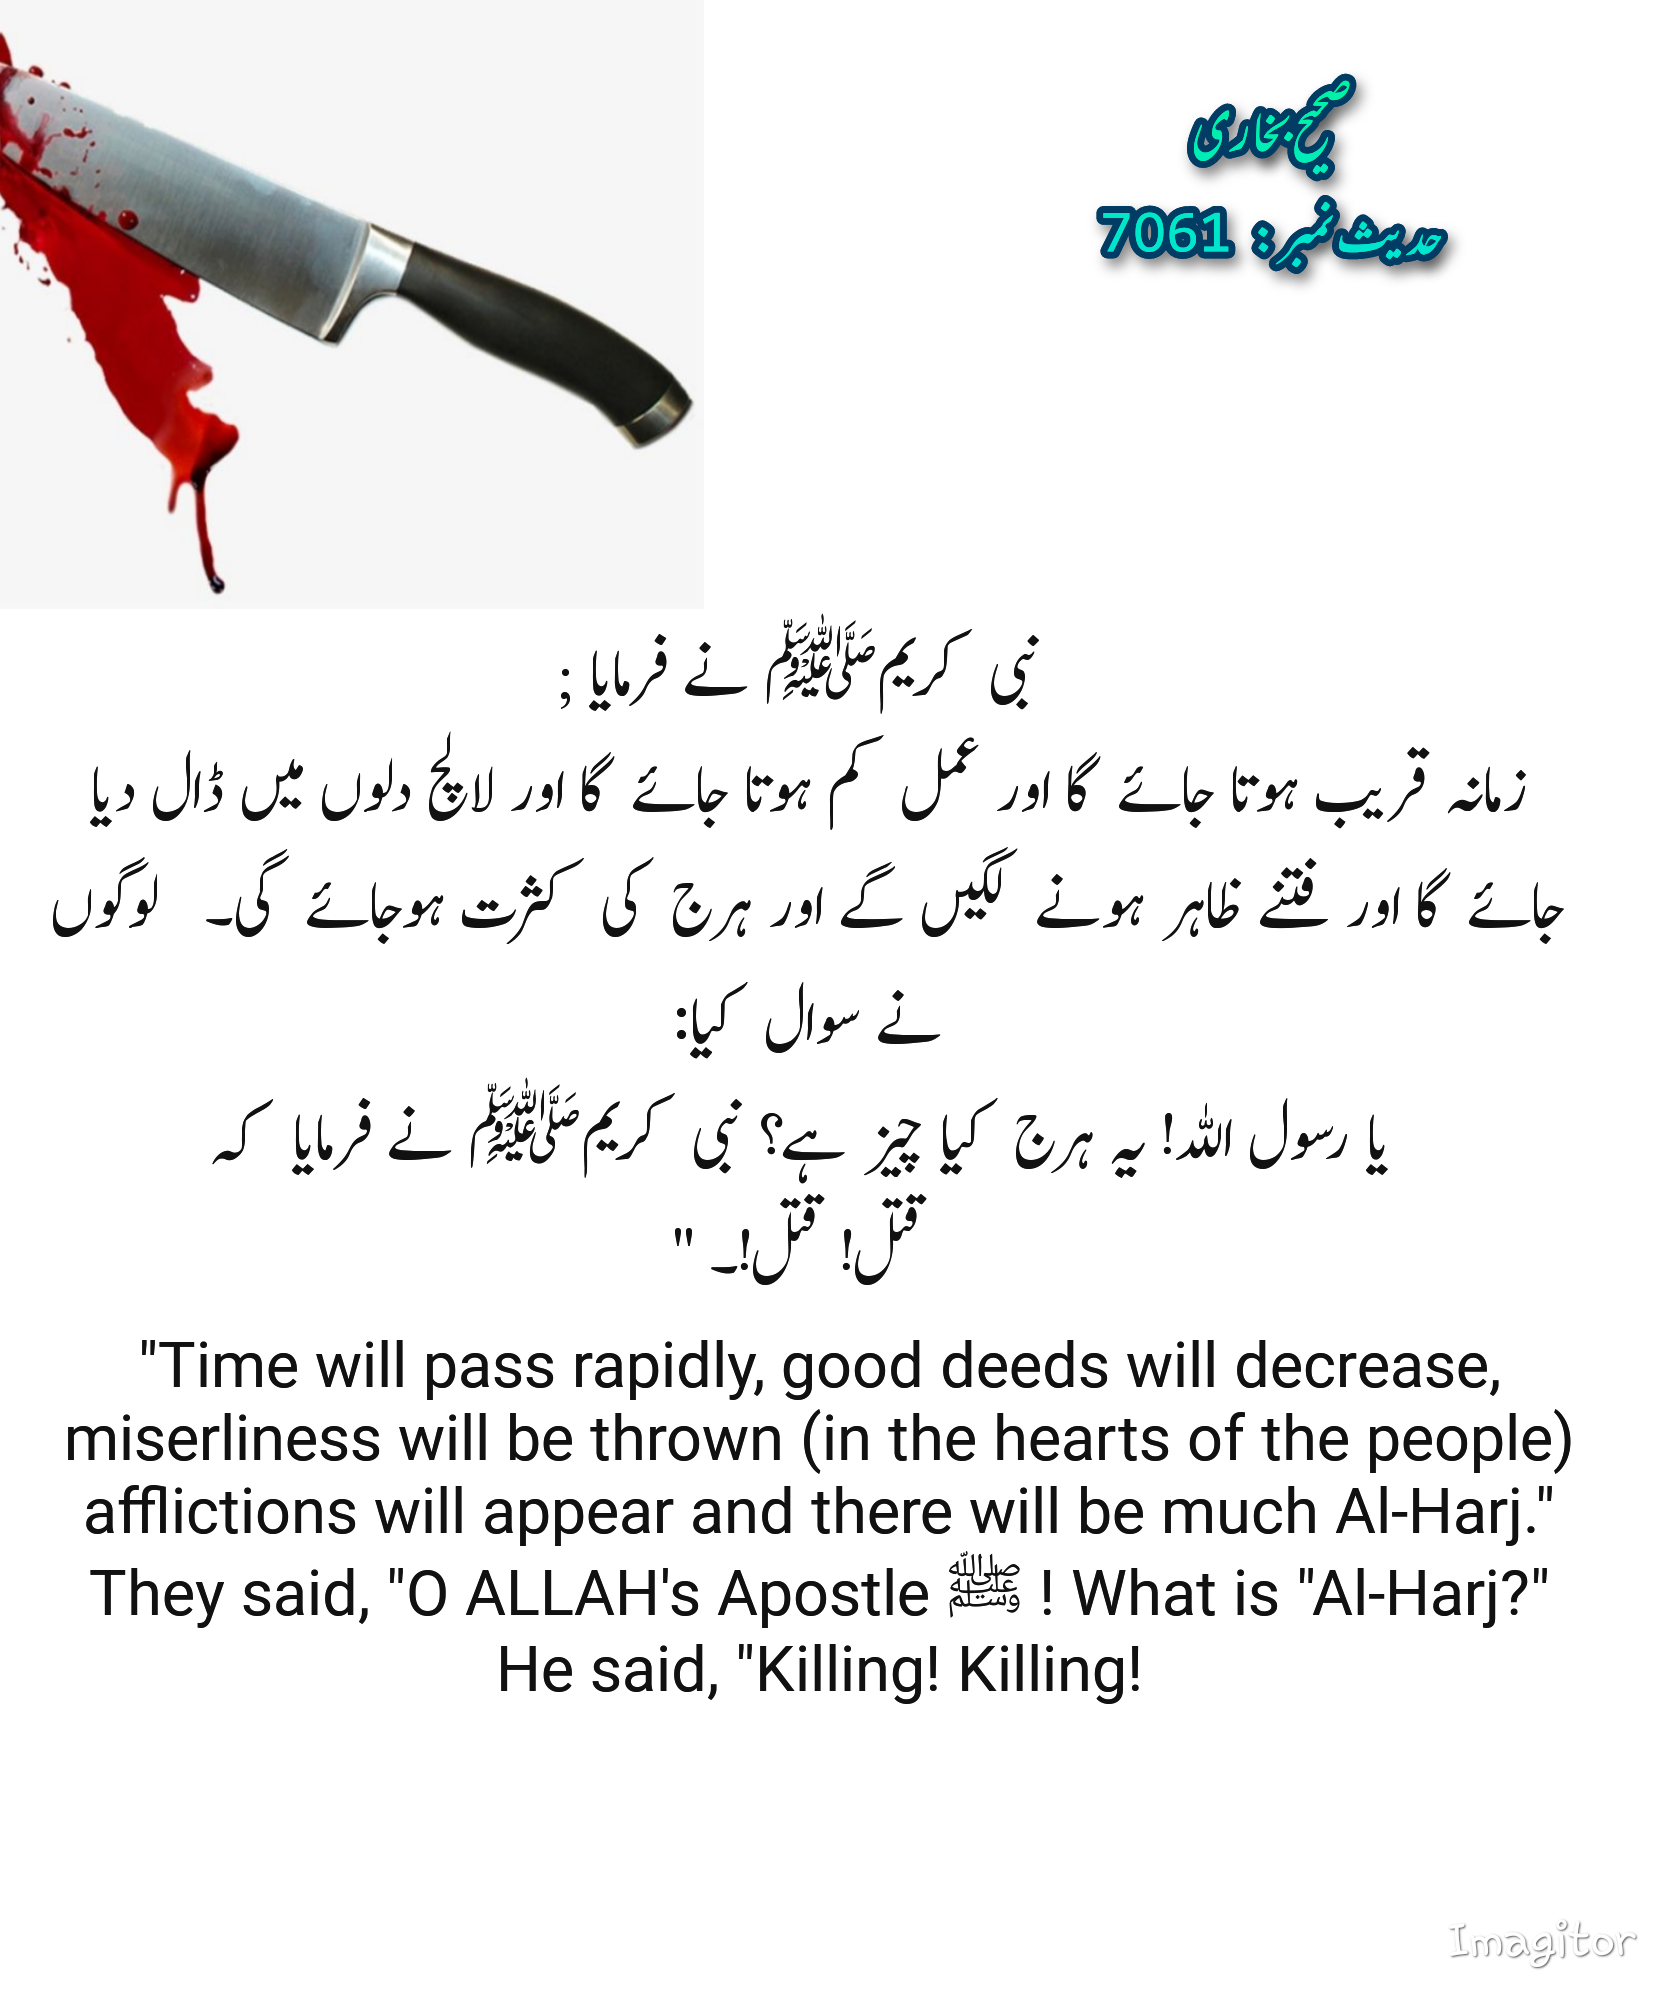 صحیح بخاری
حدیث نمبر: 7061
نبی کریمﷺ نے فرمایا ;
زمانہ قریب ہوتا جائے گا اور عمل کم ہوتا جائے گا اور لالچ دلوں میں ڈال دیا
جائے گا اور فتنے ظاہر ہونے لگیں گے اور ہرج کی کثرت ہوجائے گی۔ لوگوں
نے سوال کیا:
یا رسول اللہ! یہ ہرج کیا چیز ہے؟ نبی کریمﷺ نے فرمایا کہ
قتل! قتل!۔ "
"Time will pass rapidly, good deeds will decrease,
miserliness will be thrown (in the hearts of the people)
afflictions will appear and there will be much Al-Harj."
They said, "O ALLAH's Apostle ﷺ ! What is "Al-Harj?"
He said, "Killing! Killing!
Imagitor